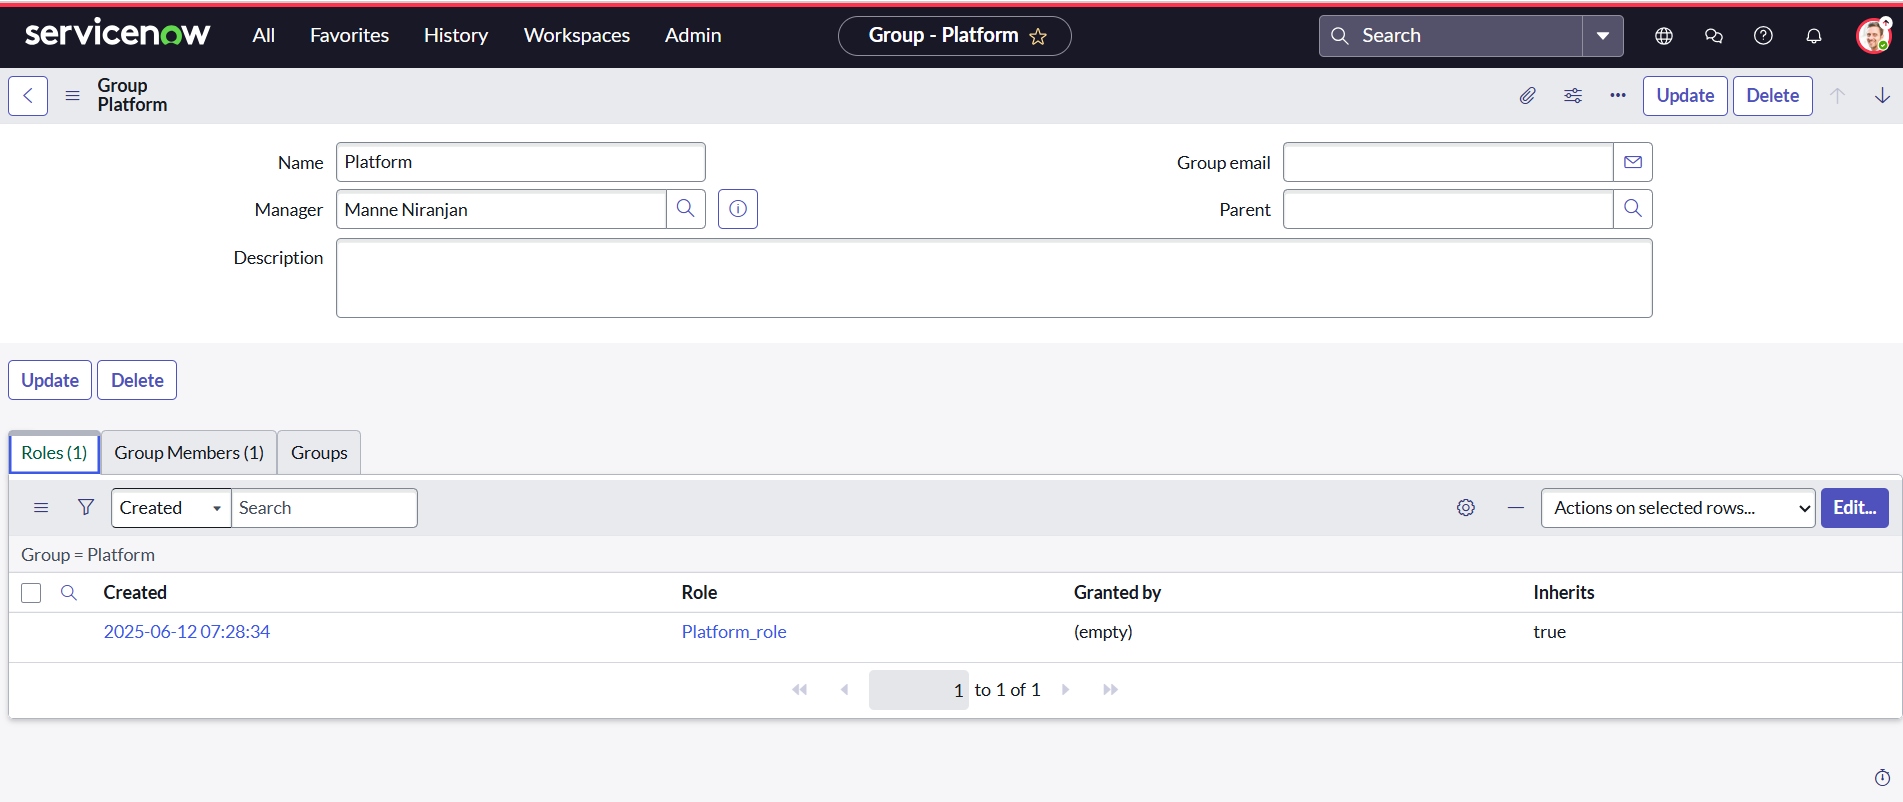 servicenow All Favorites History Workspaces Admin Group - Platform Search
Group
Platform
Update Delete
Name Platform Group email
Manager Manne Niranjan Parent
Description
Update Delete
Roles (1) Group Members (1) Groups
Created Search Actions on selected rows... Edit...
Group = Platform
Created Role Granted by Inherits
2025-06-12 07:28:34 Platform_role (empty) true
1 to 1 of 1